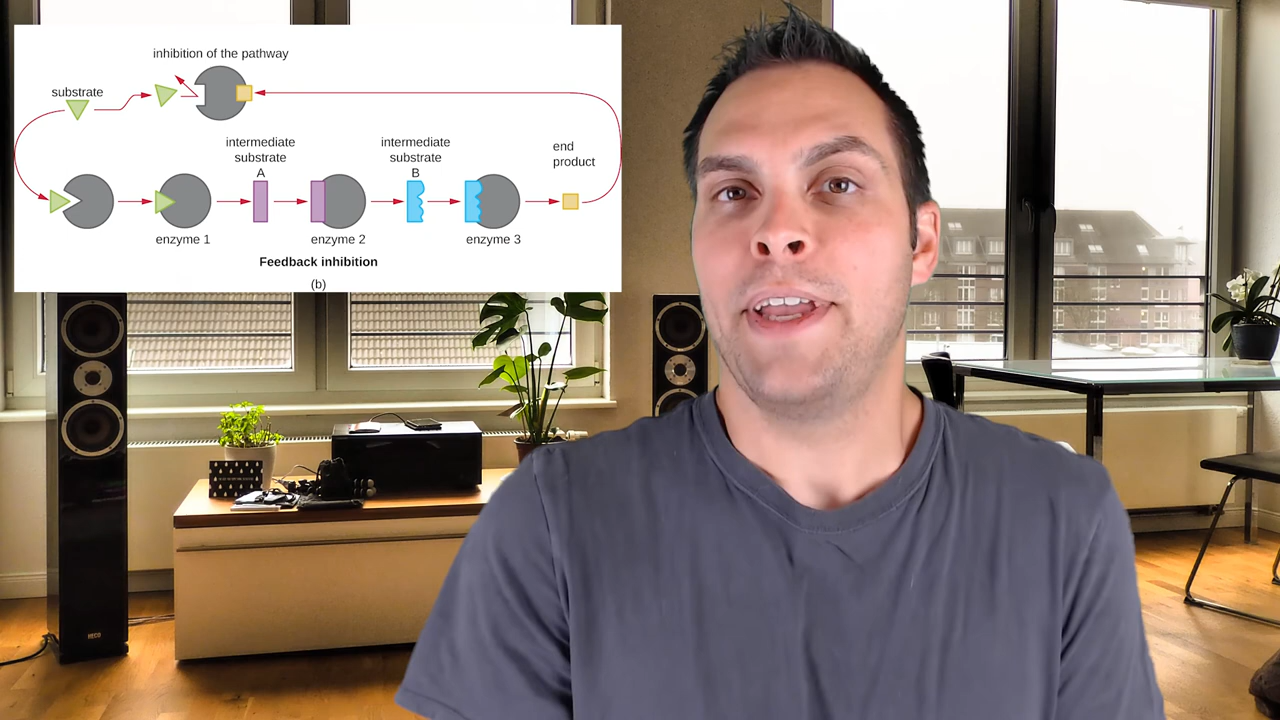 inhibition of the pathway
substrate
intermediate
substrate
A
intermediate
substrate
B
end
product
enzyme 1
enzyme 2
enzyme 3
Feedback inhibition
(b)